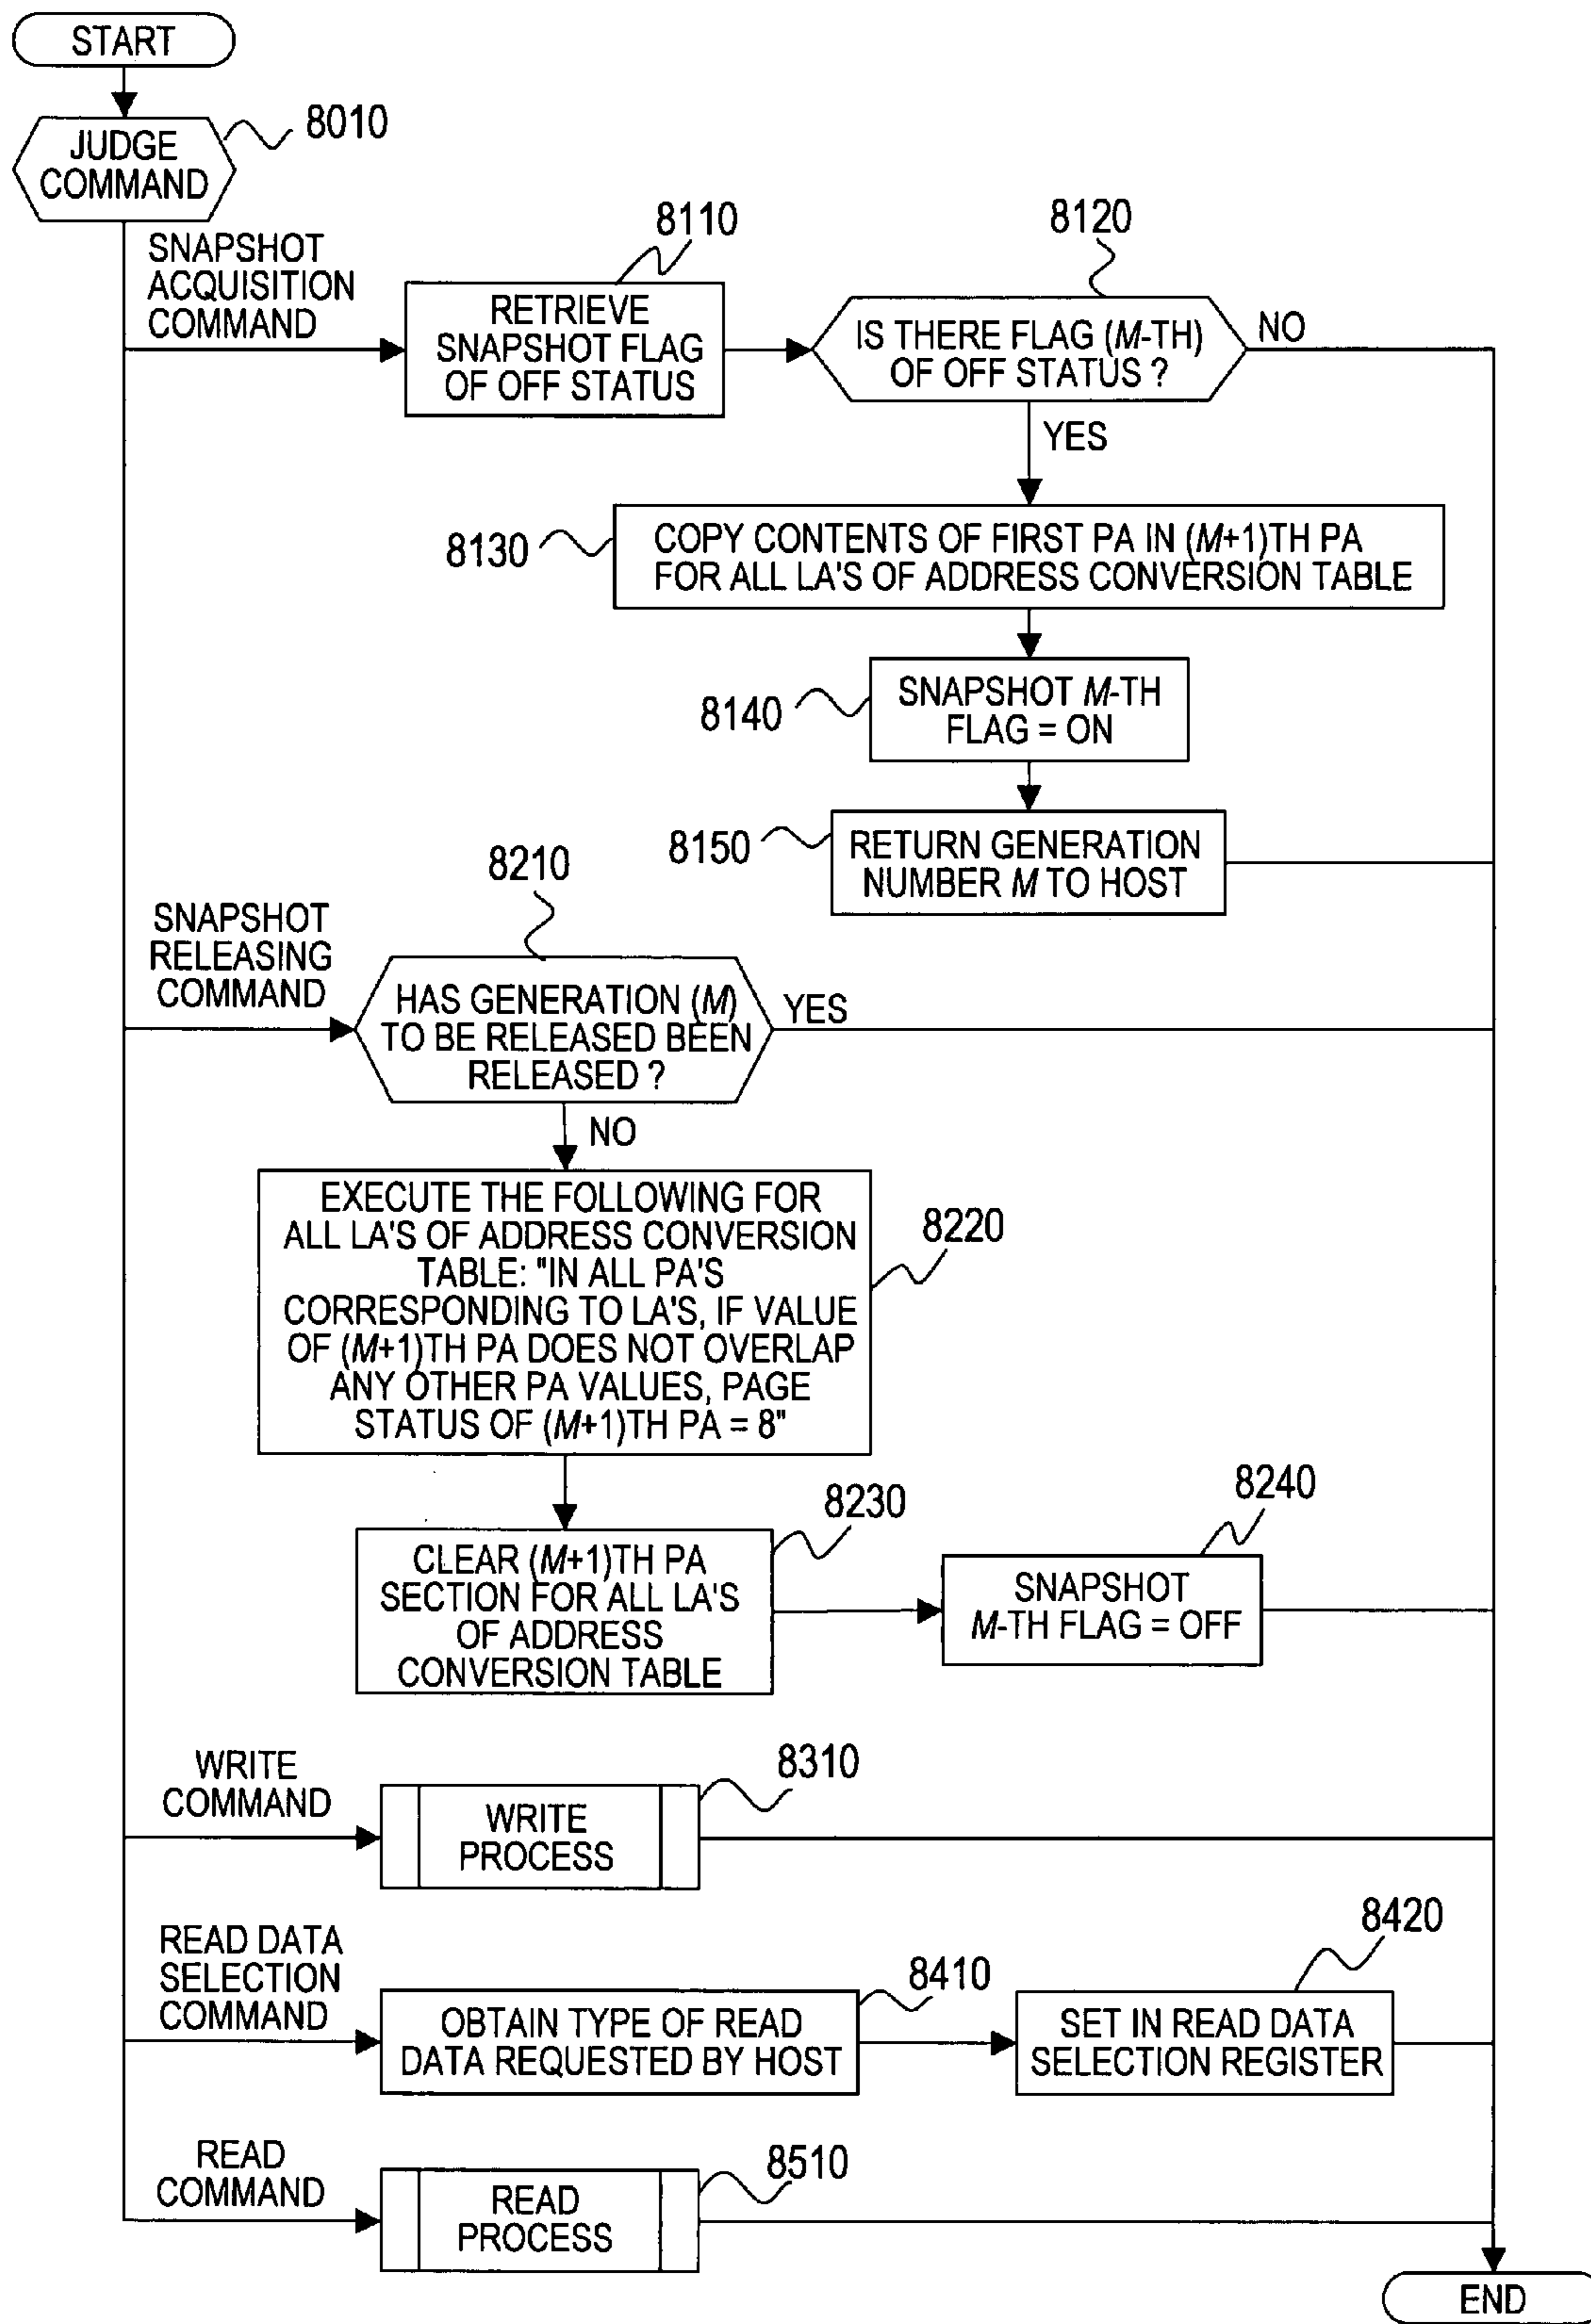 START
JUDGE
COMMAND
8010
SNAPSHOT
ACQUISITION
COMMAND
8110
RETRIEVE
SNAPSHOT FLAG
OF OFF STATUS
8120
IS THERE FLAG (M-TH)
OF OFF STATUS ?
NO
YES
8130
COPY CONTENTS OF FIRST PA IN (M+1)TH PA
FOR ALL LA'S OF ADDRESS CONVERSION TABLE
8140
SNAPSHOT M-TH
FLAG = ON
8150
RETURN GENERATION
NUMBER M TO HOST
SNAPSHOT
RELEASING
COMMAND
8210
HAS GENERATION (M)
TO BE RELEASED BEEN
RELEASED ?
YES
NO
EXECUTE THE FOLLOWING FOR
ALL LA'S OF ADDRESS CONVERSION
TABLE: "IN ALL PA'S
CORRESPONDING TO LA'S, IF VALUE
OF (M+1)TH PA DOES NOT OVERLAP
ANY OTHER PA VALUES, PAGE
STATUS OF (M+1)TH PA = 8"
8220
CLEAR (M+1)TH PA
SECTION FOR ALL LA'S
OF ADDRESS
CONVERSION TABLE
8230
SNAPSHOT
M-TH FLAG = OFF
8240
WRITE
COMMAND
WRITE
PROCESS
8310
READ DATA
SELECTION
COMMAND
OBTAIN TYPE OF READ
DATA REQUESTED BY HOST
8410
SET IN READ DATA
SELECTION REGISTER
8420
READ
COMMAND
READ
PROCESS
8510
END